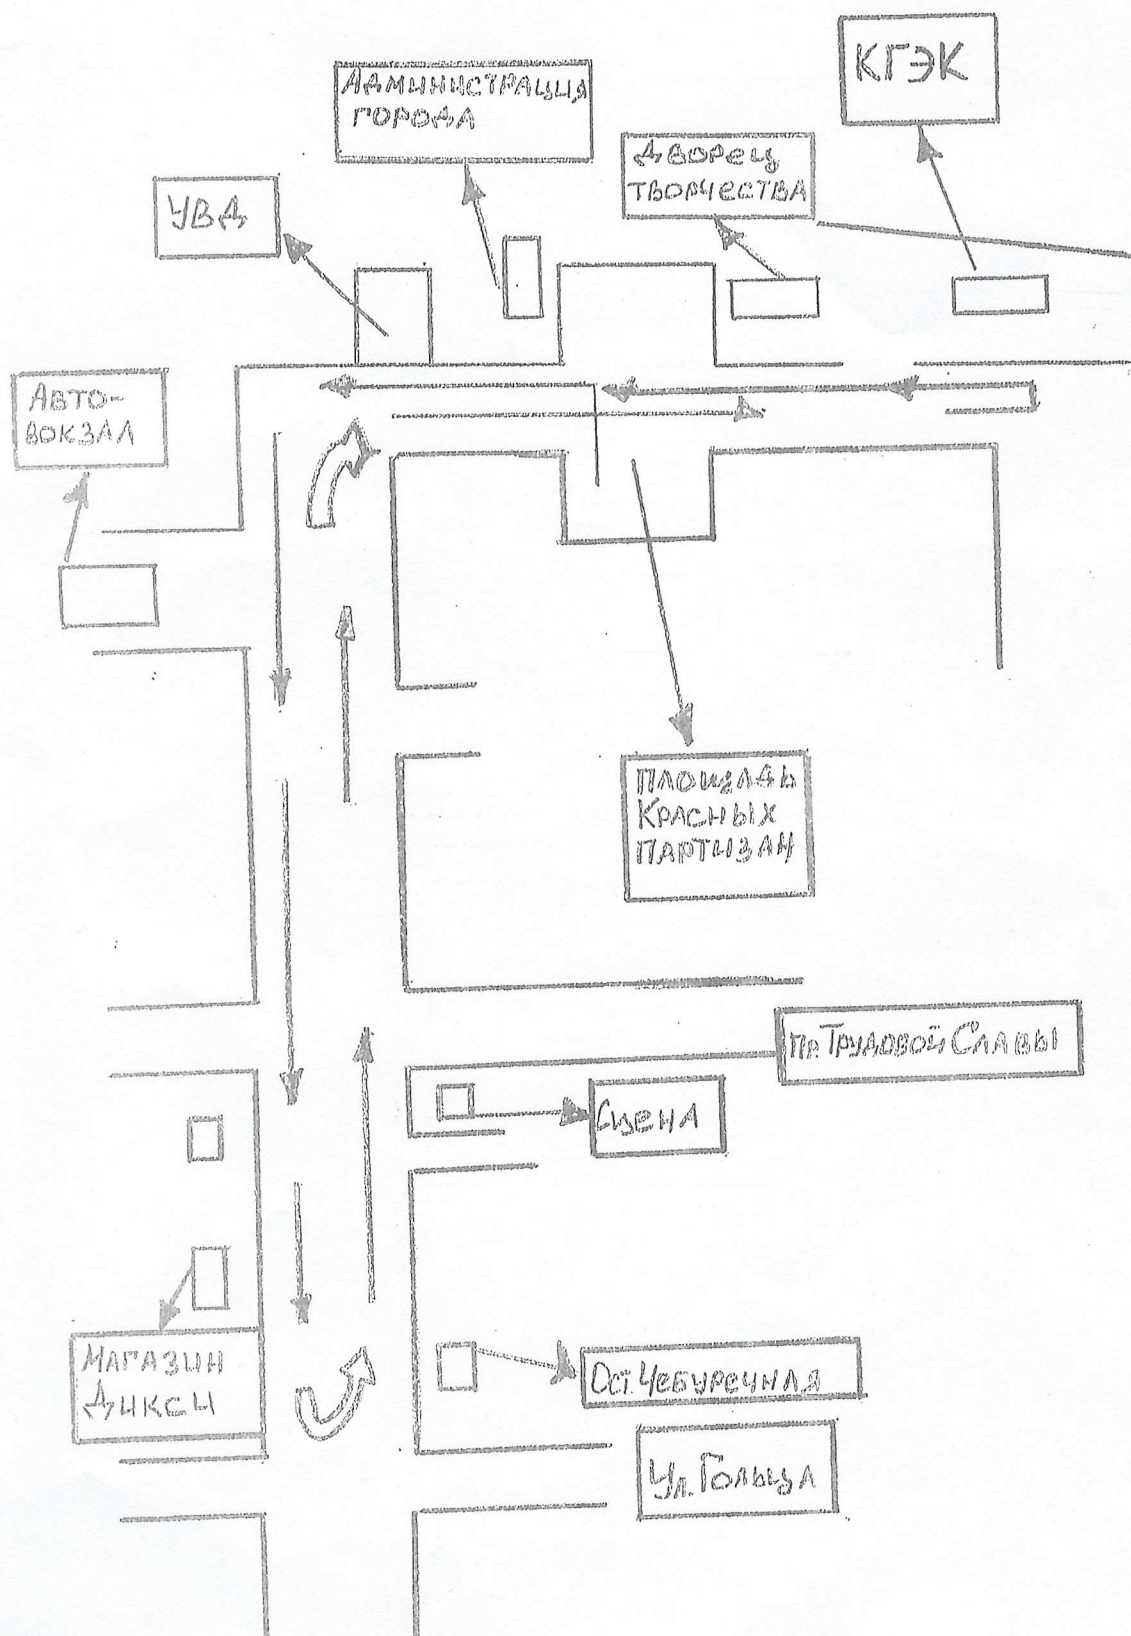 КГЭК
АДМИНИСТРАЦИЯ
ГОРОДА
ДВОРЕЦ
ТВОРЧЕСТВА
УВД
АВТО-
ВОКЗАЛ
ПЛОЩАДЬ
КРАСНЫХ
ПАРТИЗАН
ПР. ТРУДОВОЙ СЛАВЫ
СЦЕНА
МАГАЗИН
ДИКСИ
ОСТ. ЧЕБУРЕЧНАЯ
УЛ. ГОЛЬЦА